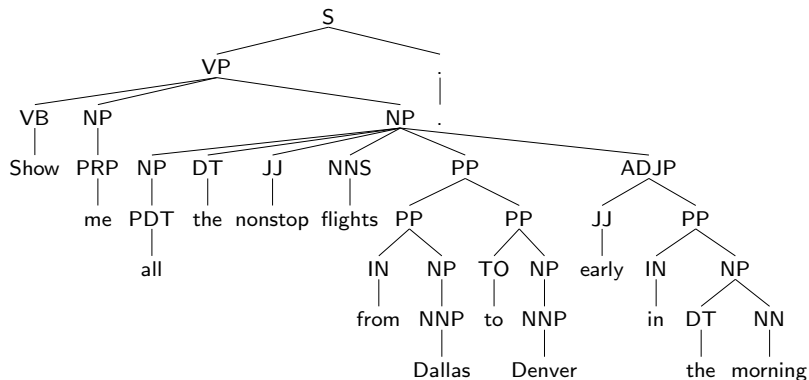 S
VP .
VB NP NP .
Show PRP NP DT JJ NNS PP ADJP
me PDT the nonstop flights PP PP JJ PP
all IN NP TO NP early IN NP
from NNP to NNP in DT NN
Dallas Denver the morning